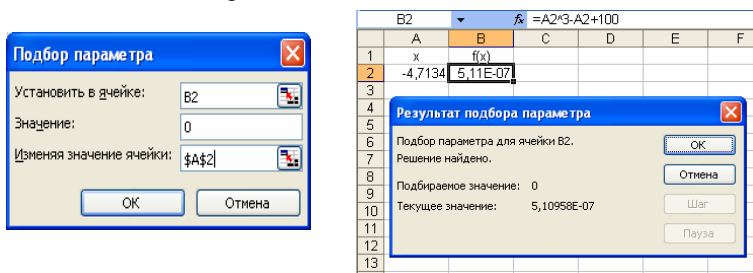 Подбор параметра
Установить в ячейке: B2
Значение: 0
Изменяя значение ячейки: $A$2
ОК Отмена
B2 fx =A2^3-A2+100
A B C D E F
1 x f(x)
2 -4,7134 5,11E-07
3
4
5
6
7
8
9
10
11
12
13
Результат подбора параметра
Подбор параметра для ячейки B2.
Решение найдено.
Подбираемое значение: 0
Текущее значение: 5,10958E-07
ОК
Отмена
Шаг
Пауза